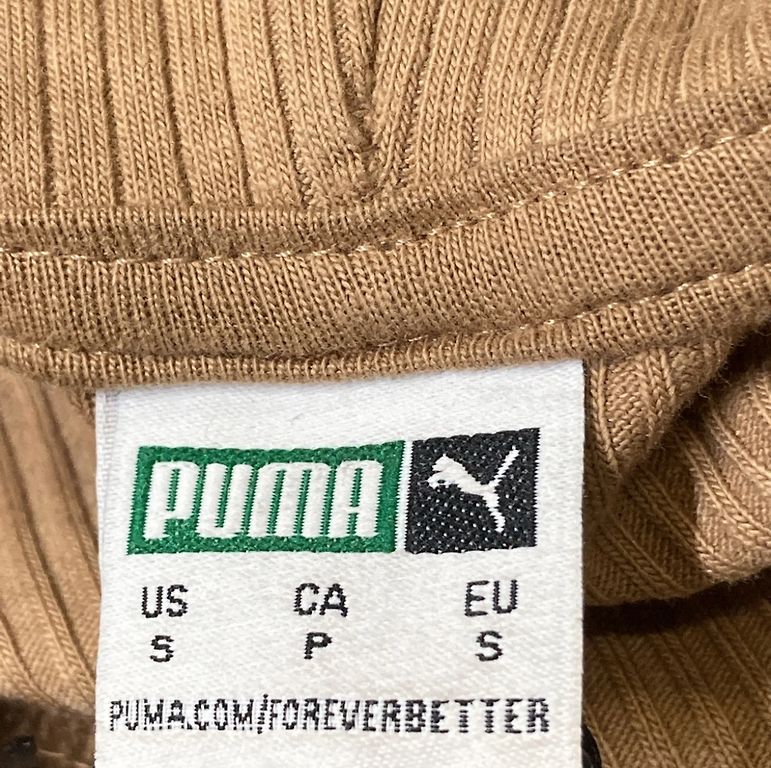 PUMA
US CA EU
S P S
PUMA.COM/FOREVERBETTER